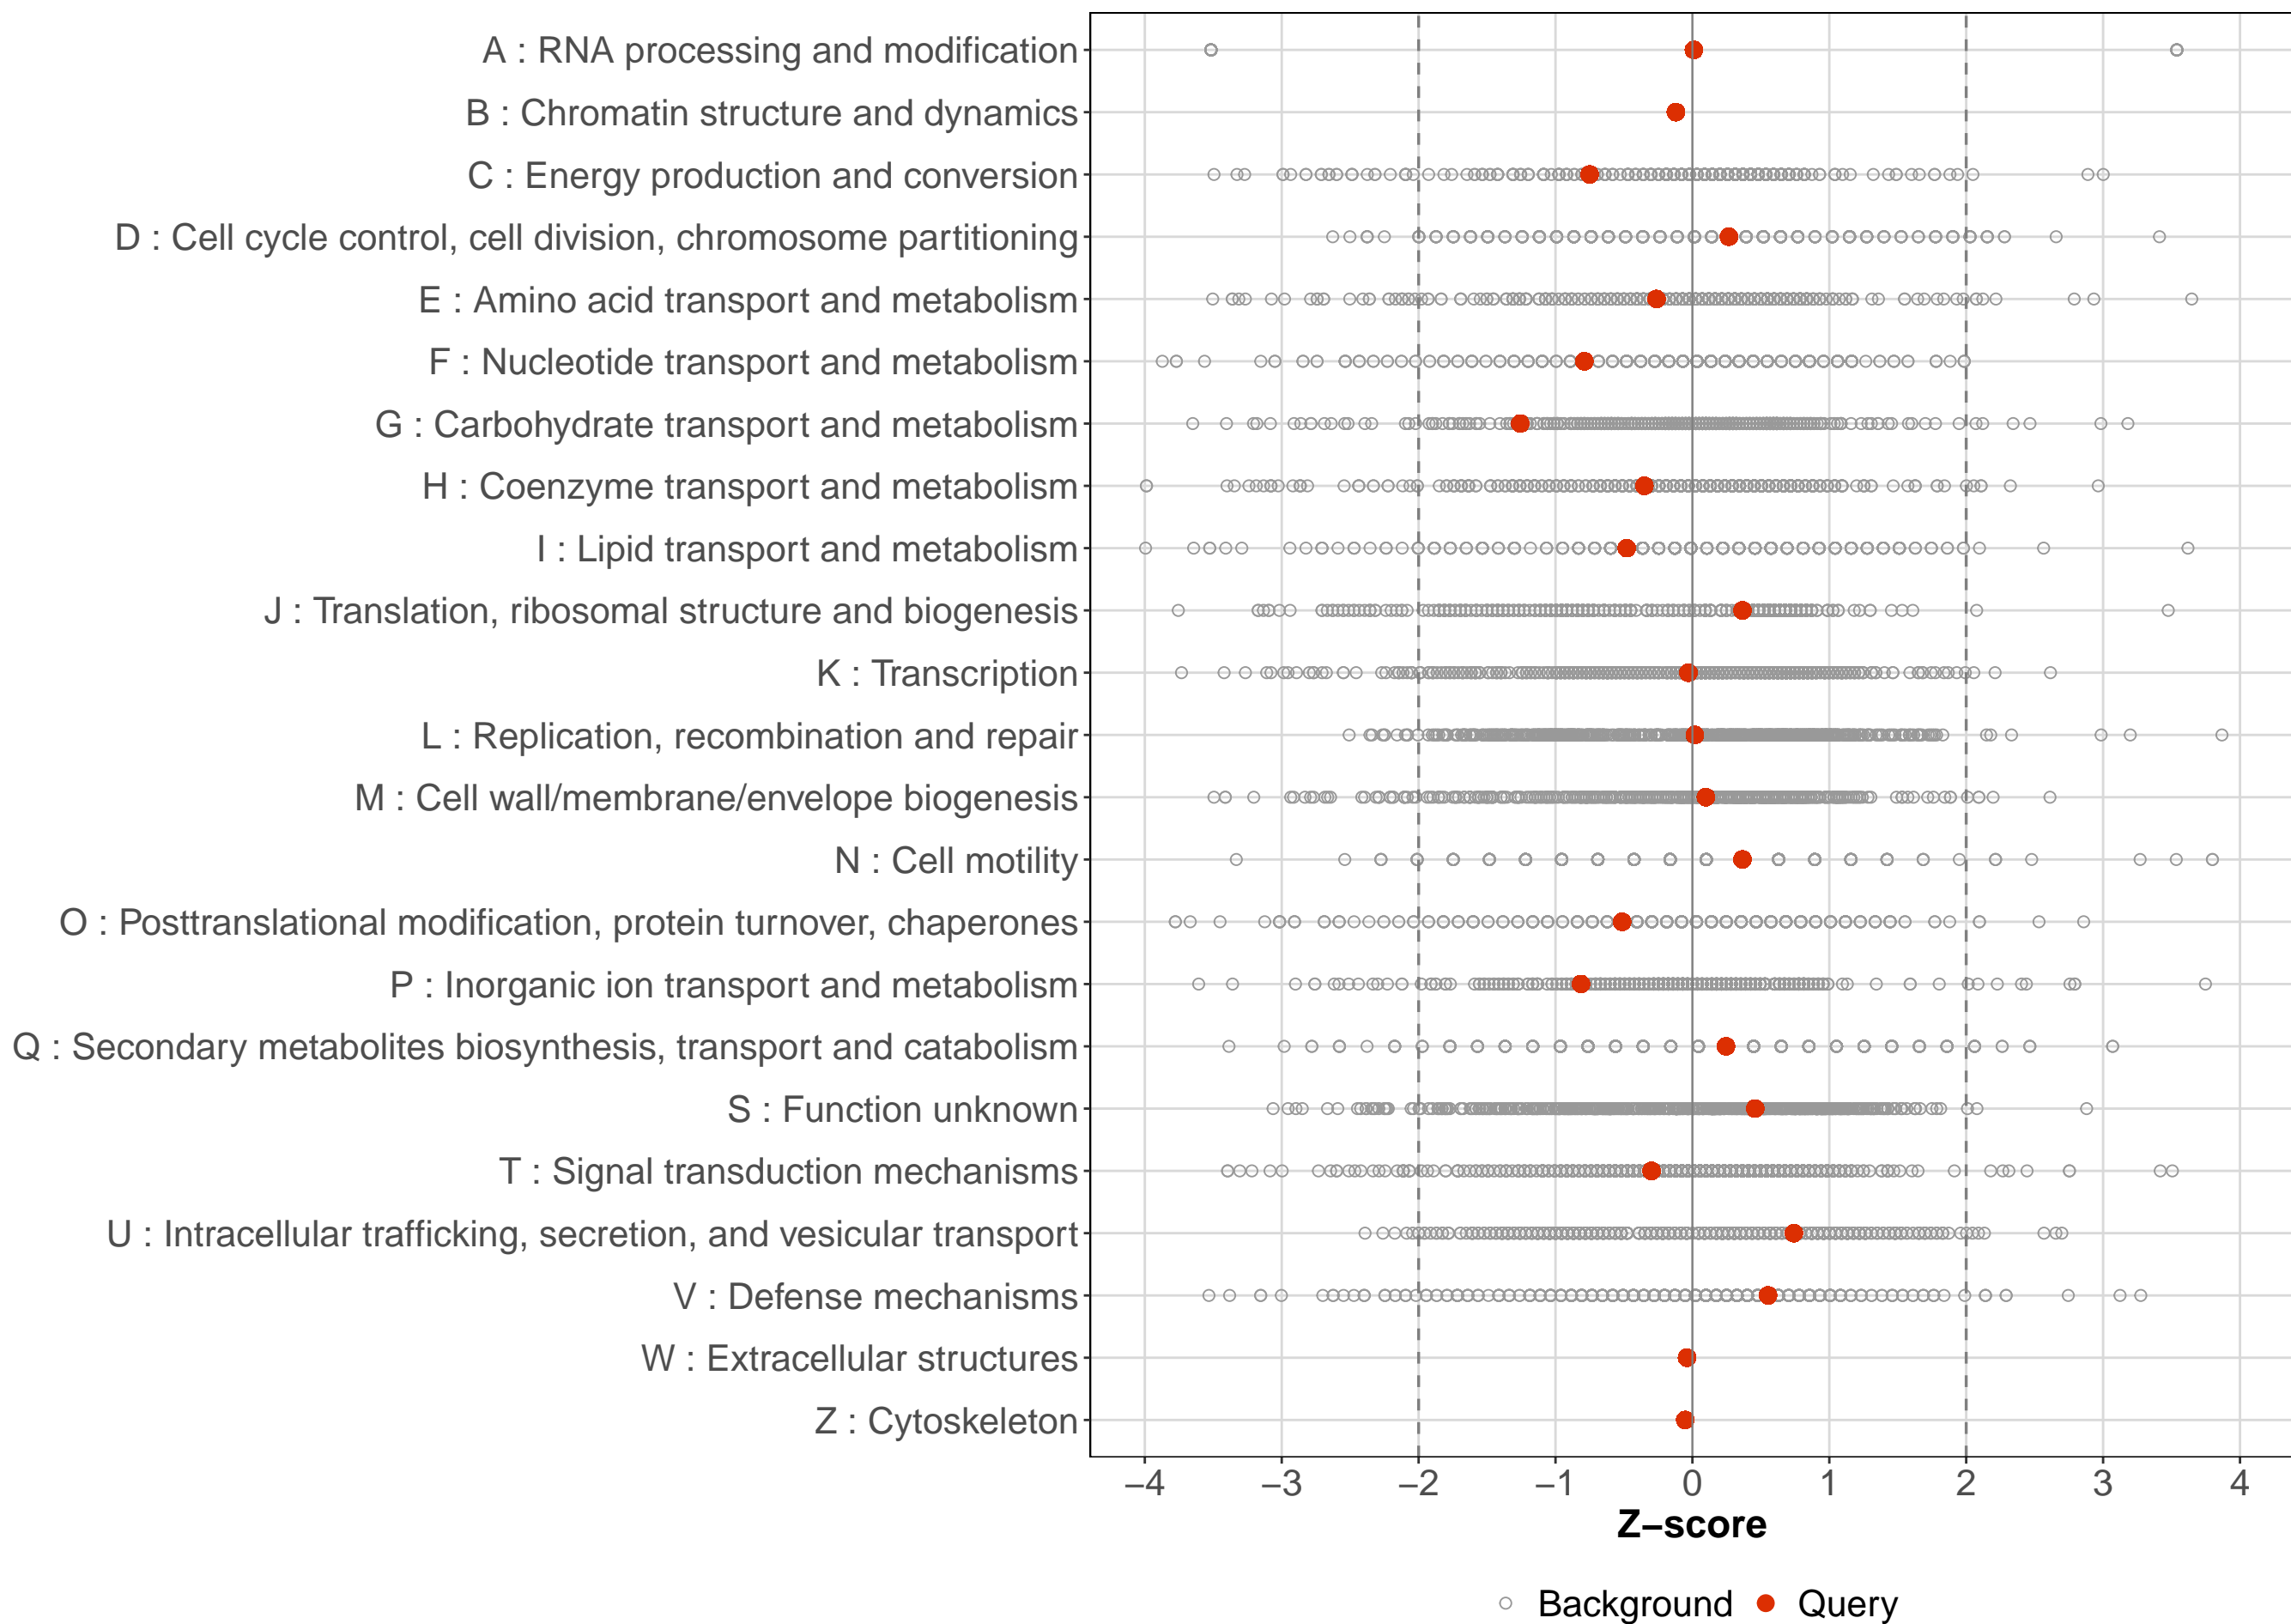 A : RNA processing and modification
B : Chromatin structure and dynamics
C : Energy production and conversion
D : Cell cycle control, cell division, chromosome partitioning
E : Amino acid transport and metabolism
F : Nucleotide transport and metabolism
G : Carbohydrate transport and metabolism
H : Coenzyme transport and metabolism
I : Lipid transport and metabolism
J : Translation, ribosomal structure and biogenesis
K : Transcription
L : Replication, recombination and repair
M : Cell wall/membrane/envelope biogenesis
N : Cell motility
O : Posttranslational modification, protein turnover, chaperones
P : Inorganic ion transport and metabolism
Q : Secondary metabolites biosynthesis, transport and catabolism
S : Function unknown
T : Signal transduction mechanisms
U : Intracellular trafficking, secretion, and vesicular transport
V : Defense mechanisms
W : Extracellular structures
Z : Cytoskeleton
−4 −3 −2 −1 0 1 2 3 4
Z−score
Background Query